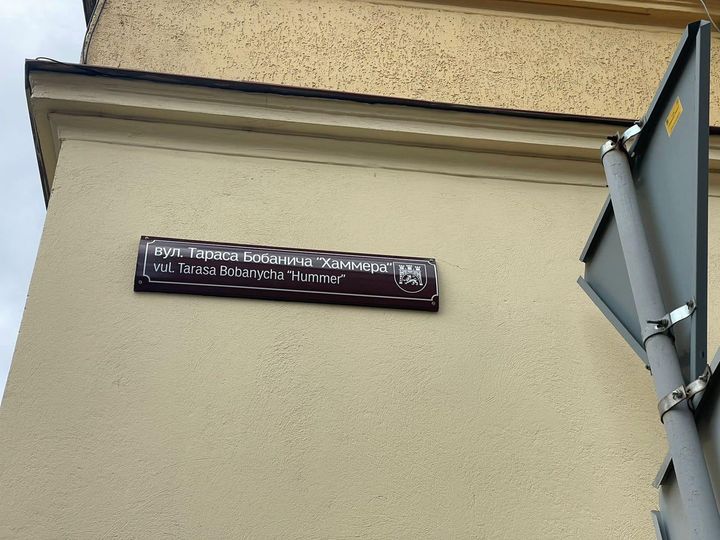 вул. Тараса Бобанича "Хаммера"
vul. Tarasa Bobanycha "Hummer"